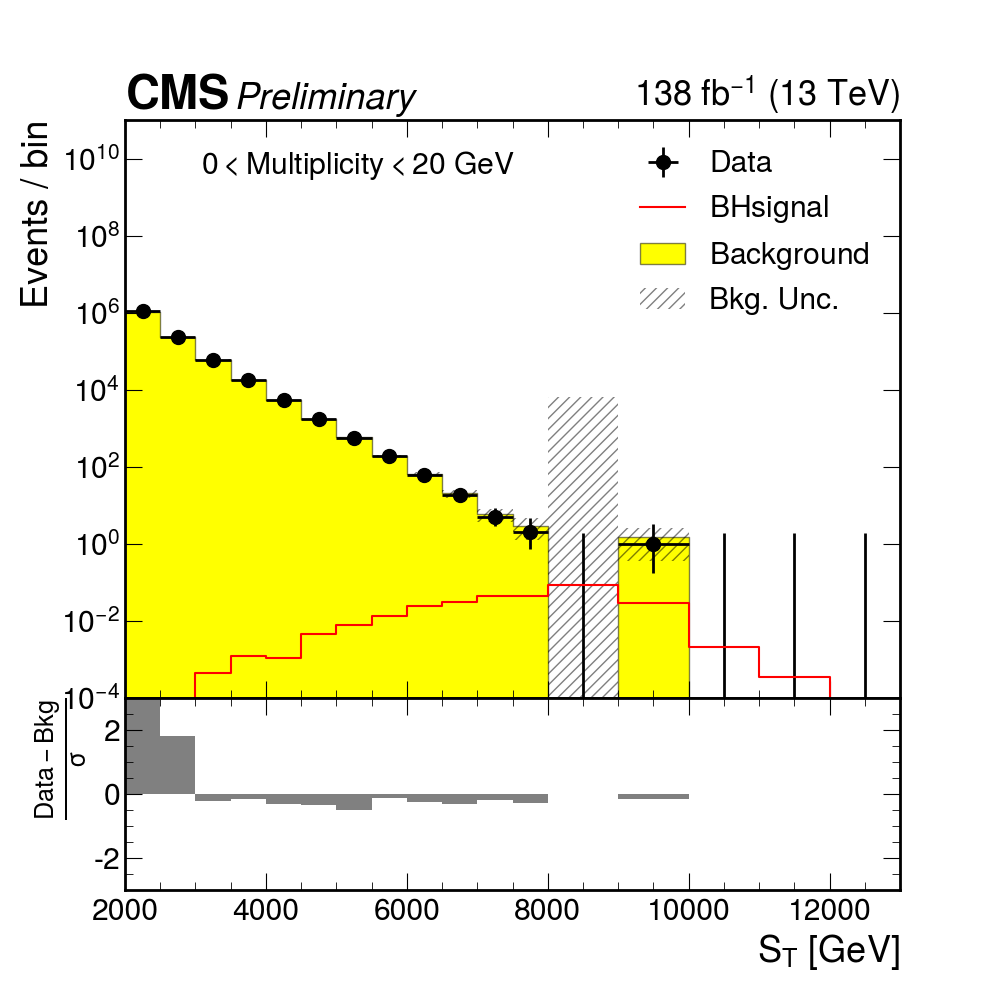 CMS Preliminary 138 fb⁻¹ (13 TeV)
Events / bin
0 < Multiplicity < 20 GeV
Data
BHsignal
Background
Bkg. Unc.
10¹⁰
10⁸
10⁶
10⁴
10²
10⁰
10⁻²
10⁻⁴
Data – Bkg
σ
2
0
-2
2000 4000 6000 8000 10000 12000
S_T [GeV]